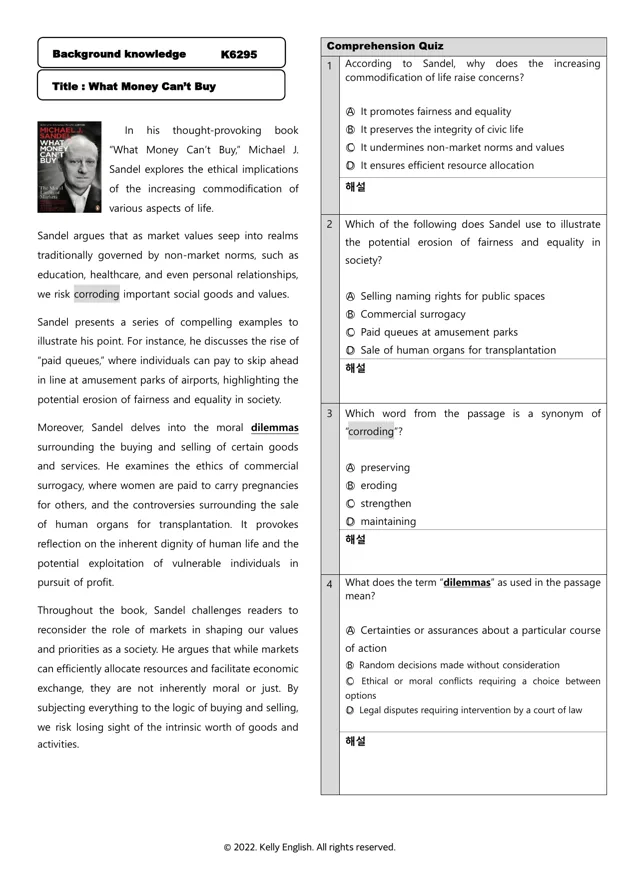 Background knowledge K6295
Title : What Money Can't Buy
MICHAEL J.
SANDEL
WHAT
MONEY
CAN'T
BUY
The Moral
Limits of
Markets
In his thought-provoking book
"What Money Can't Buy," Michael J.
Sandel explores the ethical implications
of the increasing commodification of
various aspects of life.
Sandel argues that as market values seep into realms
traditionally governed by non-market norms, such as
education, healthcare, and even personal relationships,
we risk corroding important social goods and values.
Sandel presents a series of compelling examples to
illustrate his point. For instance, he discusses the rise of
"paid queues," where individuals can pay to skip ahead
in line at amusement parks of airports, highlighting the
potential erosion of fairness and equality in society.
Moreover, Sandel delves into the moral dilemmas
surrounding the buying and selling of certain goods
and services. He examines the ethics of commercial
surrogacy, where women are paid to carry pregnancies
for others, and the controversies surrounding the sale
of human organs for transplantation. It provokes
reflection on the inherent dignity of human life and the
potential exploitation of vulnerable individuals in
pursuit of profit.
Throughout the book, Sandel challenges readers to
reconsider the role of markets in shaping our values
and priorities as a society. He argues that while markets
can efficiently allocate resources and facilitate economic
exchange, they are not inherently moral or just. By
subjecting everything to the logic of buying and selling,
we risk losing sight of the intrinsic worth of goods and
activities.
Comprehension Quiz
1 According to Sandel, why does the increasing
commodification of life raise concerns?
Ⓐ It promotes fairness and equality
Ⓑ It preserves the integrity of civic life
Ⓒ It undermines non-market norms and values
Ⓓ It ensures efficient resource allocation
해설
2 Which of the following does Sandel use to illustrate
the potential erosion of fairness and equality in
society?
Ⓐ Selling naming rights for public spaces
Ⓑ Commercial surrogacy
Ⓒ Paid queues at amusement parks
Ⓓ Sale of human organs for transplantation
해설
3 Which word from the passage is a synonym of
"corroding"?
Ⓐ preserving
Ⓑ eroding
Ⓒ strengthen
Ⓓ maintaining
해설
4 What does the term "dilemmas" as used in the passage
mean?
Ⓐ Certainties or assurances about a particular course
of action
Ⓑ Random decisions made without consideration
Ⓒ Ethical or moral conflicts requiring a choice between
options
Ⓓ Legal disputes requiring intervention by a court of law
해설
© 2022. Kelly English. All rights reserved.